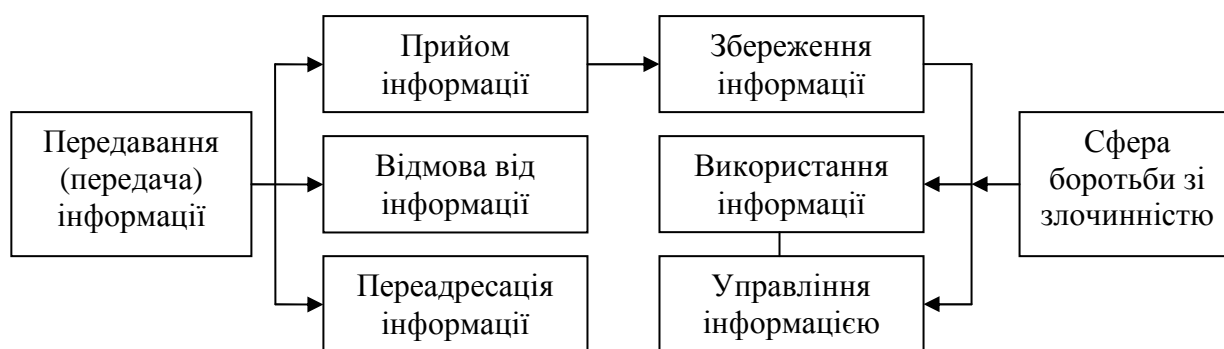 Передавання
(передача)
інформації
Прийом
інформації
Відмова від
інформації
Переадресація
інформації
Збереження
інформації
Використання
інформації
Управління
інформацією
Сфера
боротьби зі
злочинністю